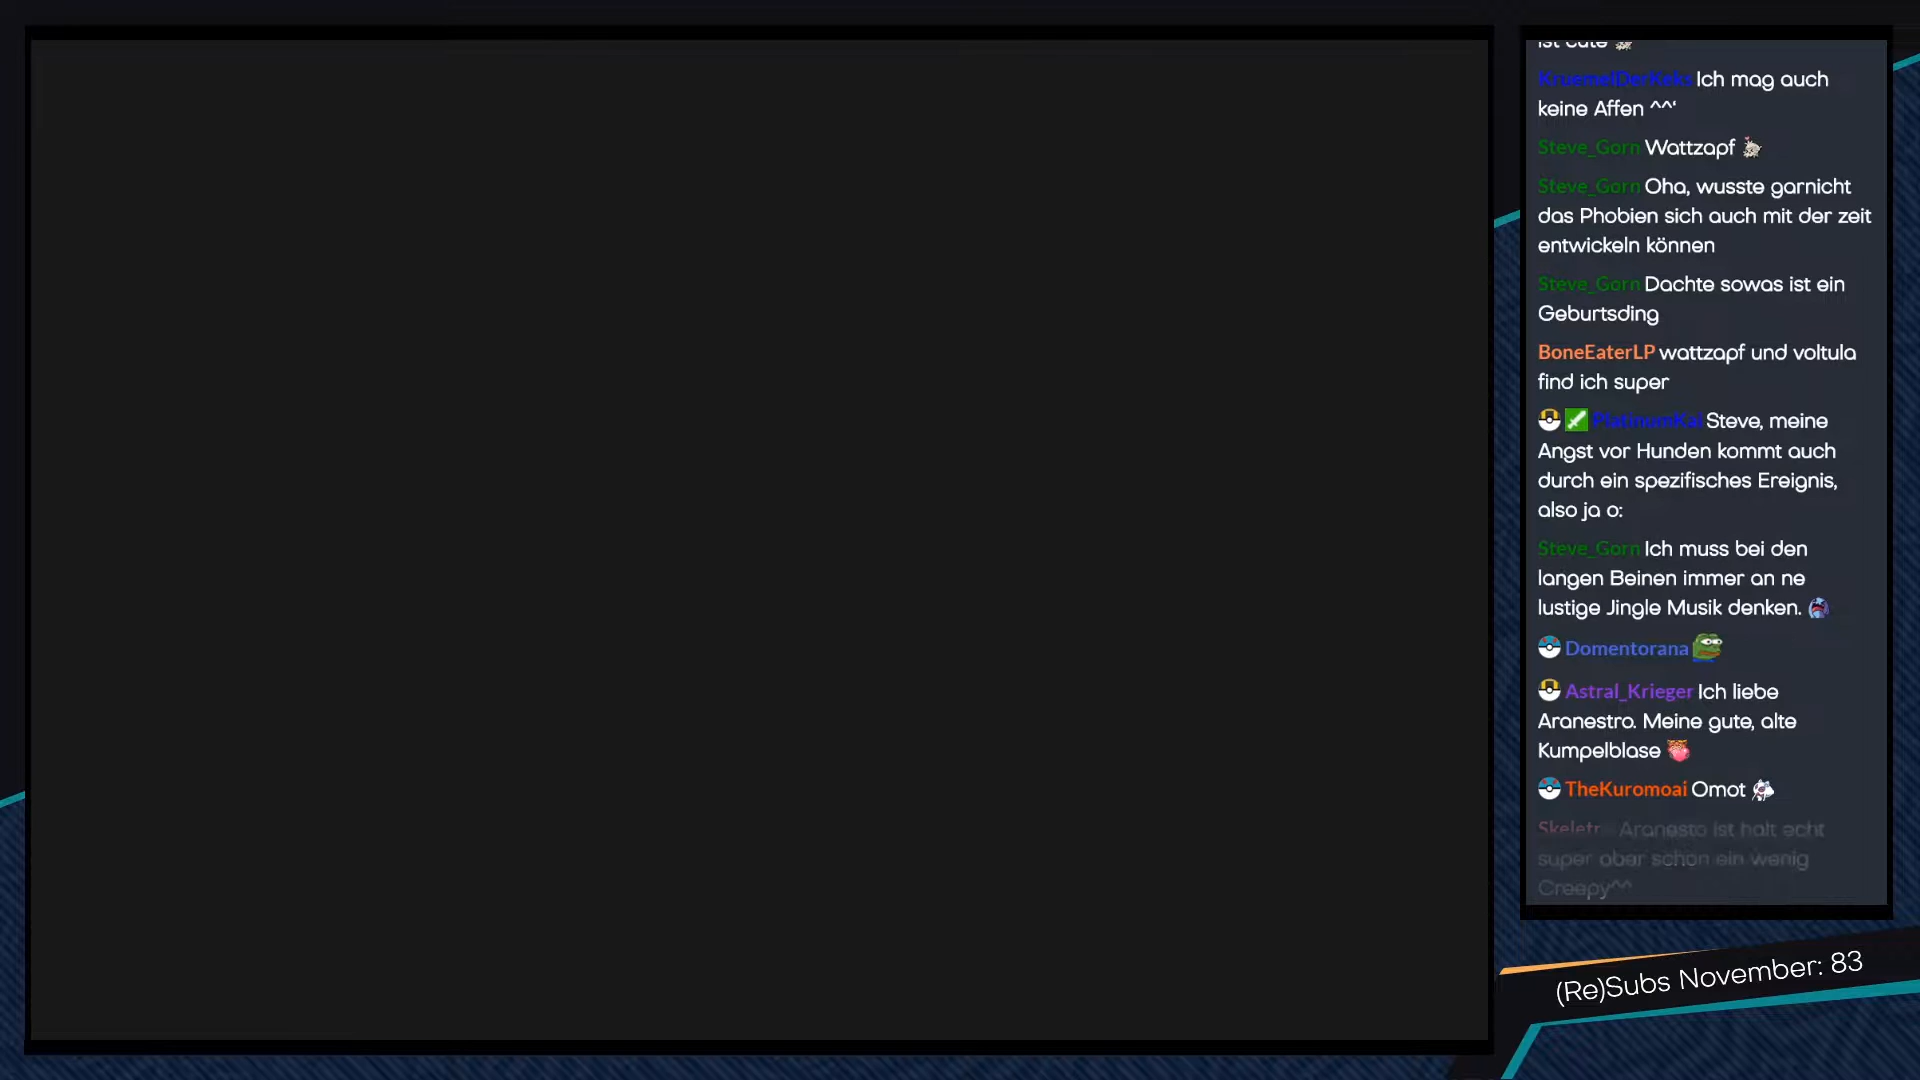 ist cute
KruemelDerKeks Ich mag auch
keine Affen ^^'
Steve_Gorn Wattzapf
Steve_Gorn Oha, wusste garnicht
das Phobien sich auch mit der zeit
entwickeln können
Steve_Gorn Dachte sowas ist ein
Geburtsding
BoneEaterLP wattzapf und voltula
find ich super
PlatinumKai Steve, meine
Angst vor Hunden kommt auch
durch ein spezifisches Ereignis,
also ja o:
Steve_Gorn Ich muss bei den
langen Beinen immer an ne
lustige Jingle Musik denken.
Domentorana
Astral_Krieger Ich liebe
Aranestro. Meine gute, alte
Kumpelblase
TheKuromoai Omot
Aranesto ist halt echt
super aber schon ein wenig
Creepy^^
(Re)Subs November: 83